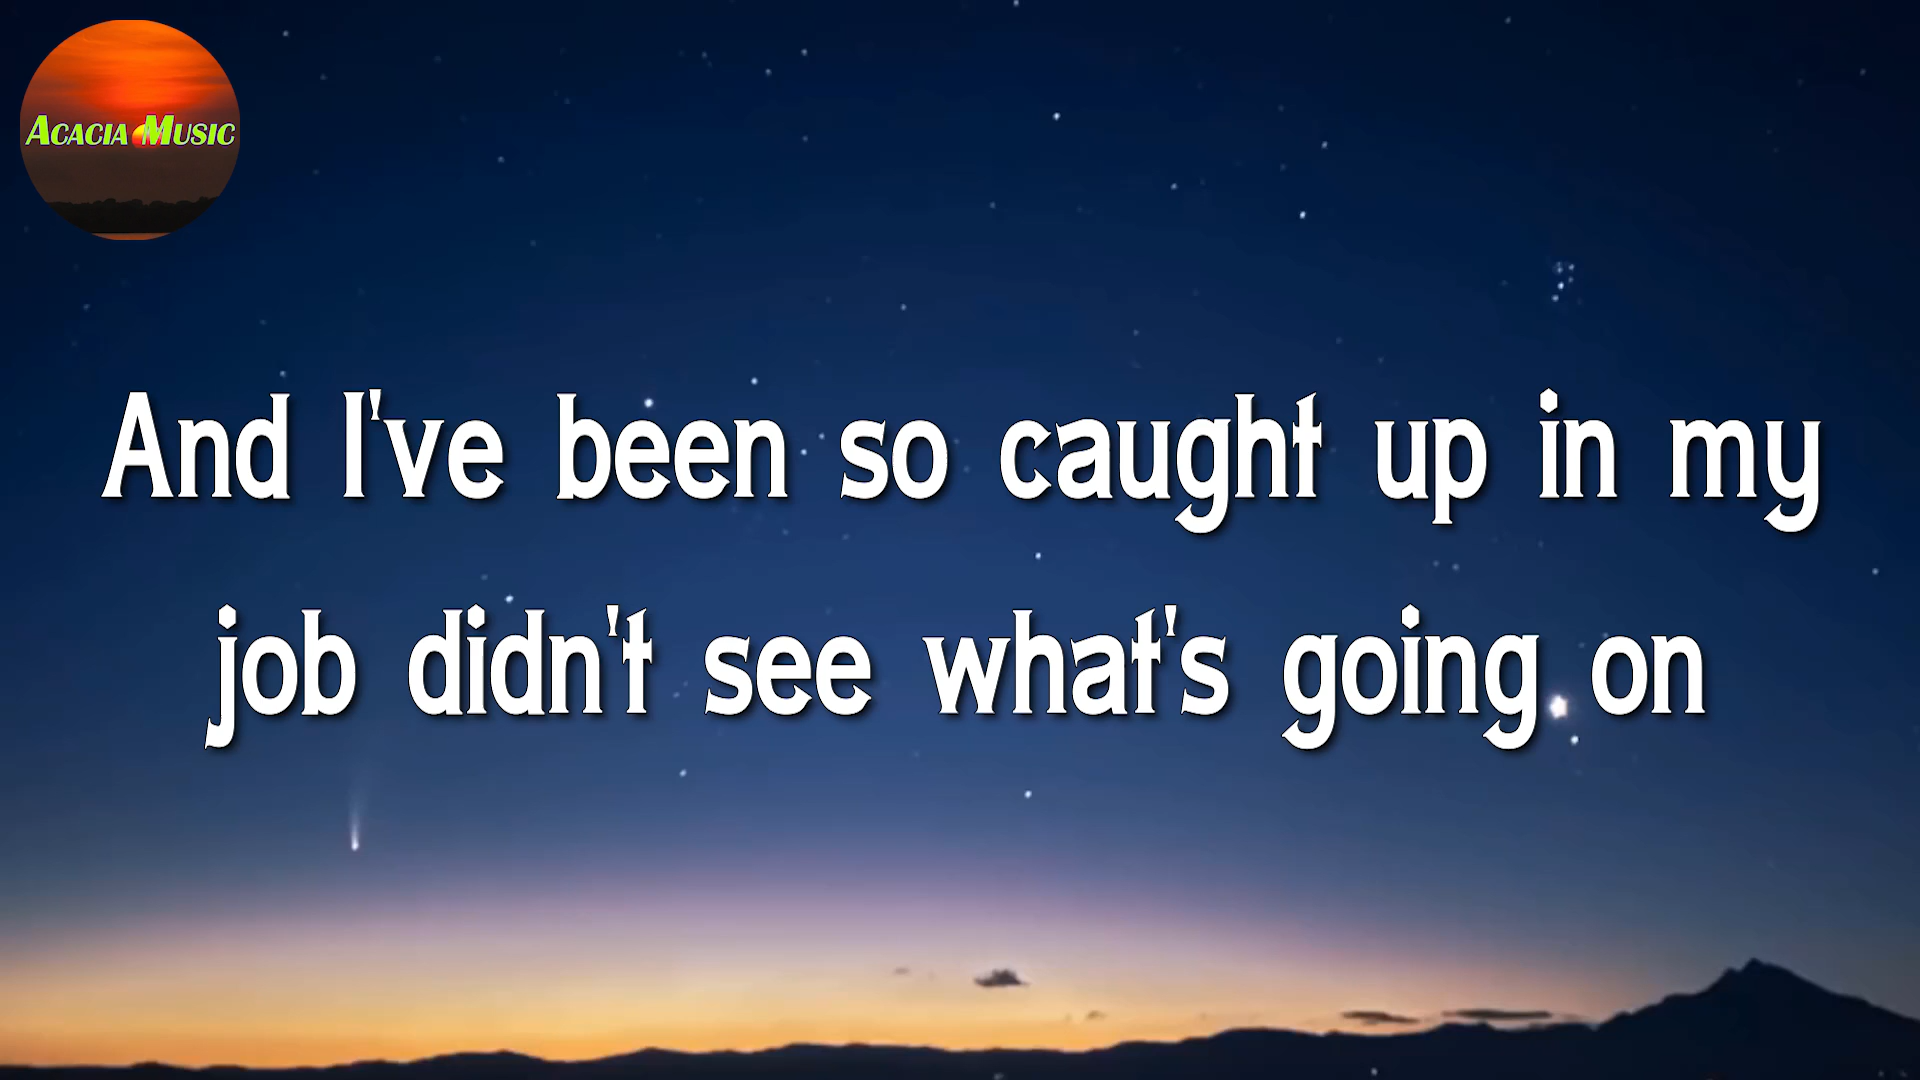 ACACIA MUSIC
And I've been so caught up in my
job didn't see what's going on